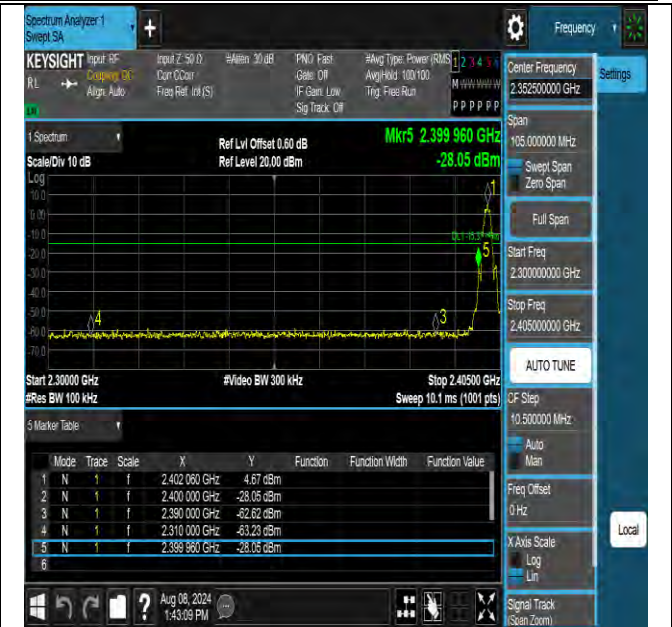 Spectrum Analyzer 1
Swept SA
+
Frequency
KEYSIGHT Input: RF Input Z: 50 Ω #Atten: 30 dB PNO: Fast #Avg Type: Power (RMS 1 2 3 4 5 6
RL Coupling: DC Corr CCorr Gate: Off Avg|Hold: 100/100 M W W W W W
Align: Auto Freq Ref: Int (S) IF Gain: Low Trig: Free Run
Sig Track: Off P P P P P P
Center Frequency
2.352500000 GHz
Settings
Span
105.000000 MHz
Swept Span
Zero Span
Full Span
Start Freq
2.300000000 GHz
Stop Freq
2.405000000 GHz
AUTO TUNE
CF Step
10.500000 MHz
Auto
Man
Freq Offset
0 Hz
X Axis Scale
Log
Lin
Signal Track
(Span Zoom)
Local
1 Spectrum
Ref Lvl Offset 0.60 dB
Mkr5 2.399 960 GHz
Scale/Div 10 dB
Ref Level 20.00 dBm
-28.05 dBm
Log
10.0
0.00
-10.0
-20.0
-30.0
-40.0
-50.0
-60.0
-70.0
1
5
3
4
Start 2.30000 GHz #Video BW 300 kHz Stop 2.40500 GHz
#Res BW 100 kHz Sweep 10.1 ms (1001 pts)
5 Marker Table
Mode Trace Scale X Y Function Function Width Function Value
1 N 1 f 2.402 060 GHz 4.67 dBm
2 N 1 f 2.400 000 GHz -28.05 dBm
3 N 1 f 2.390 000 GHz -62.62 dBm
4 N 1 f 2.310 000 GHz -63.23 dBm
5 N 1 f 2.399 960 GHz -28.05 dBm
6
? Aug 08, 2024
1:43:09 PM